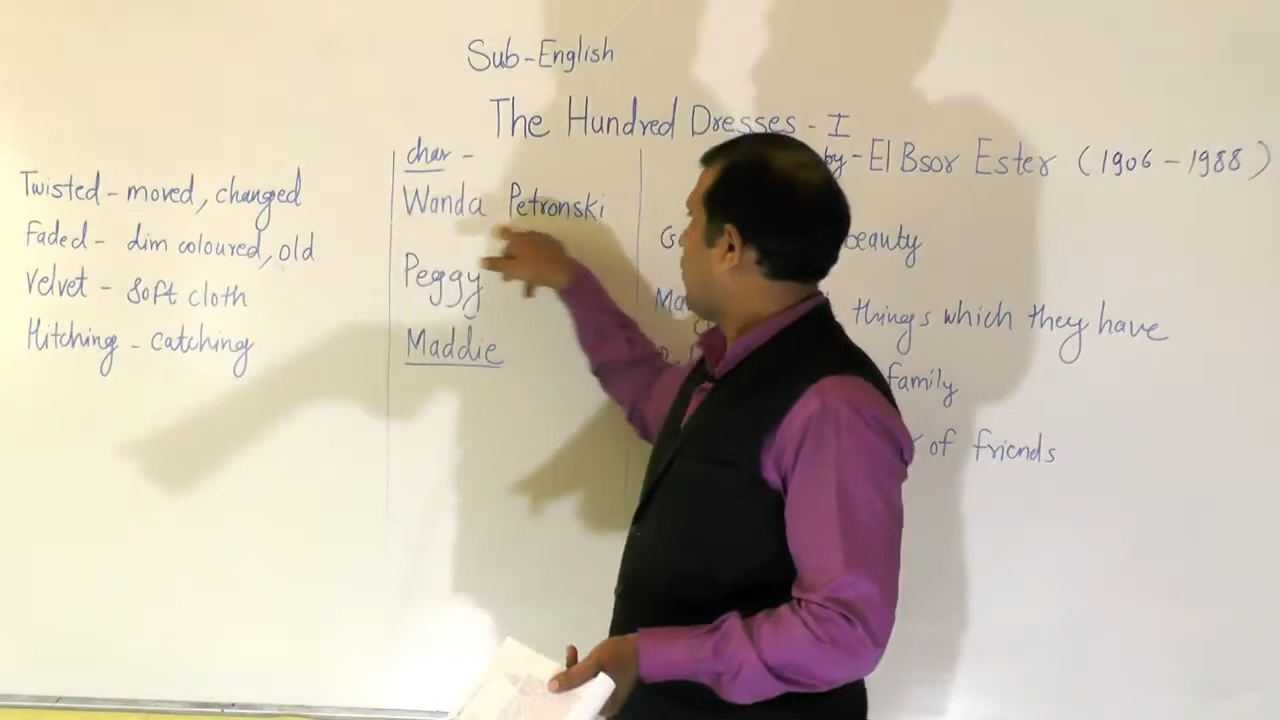 Sub-English
The Hundred Dresses - I
by - El Bsor Ester (1906 - 1988)
Twisted - moved, changed
Faded - dim coloured, old
Velvet - soft cloth
Hitching - catching
char -
Wanda Petronski
Peggy
Maddie
beauty
things which they have
family
of friends